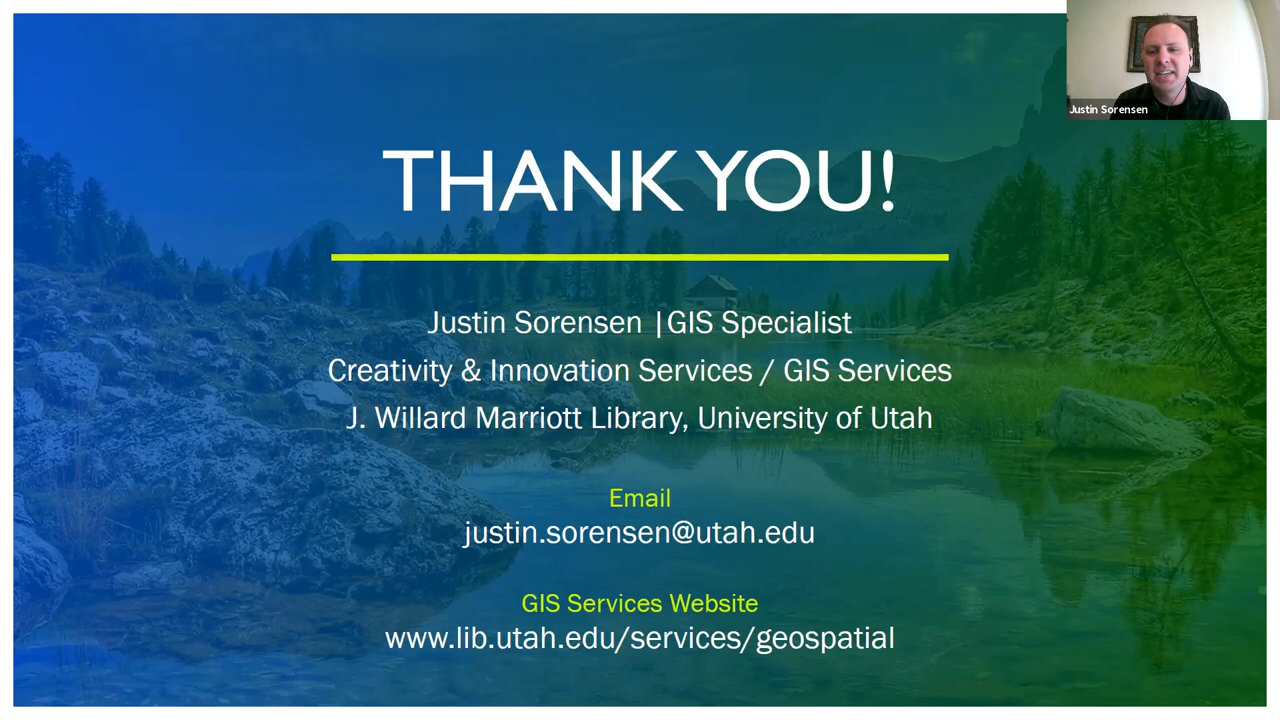 THANK YOU!
Justin Sorensen |GIS Specialist
Creativity & Innovation Services / GIS Services
J. Willard Marriott Library, University of Utah
Email
justin.sorensen@utah.edu
GIS Services Website
www.lib.utah.edu/services/geospatial
Justin Sorensen